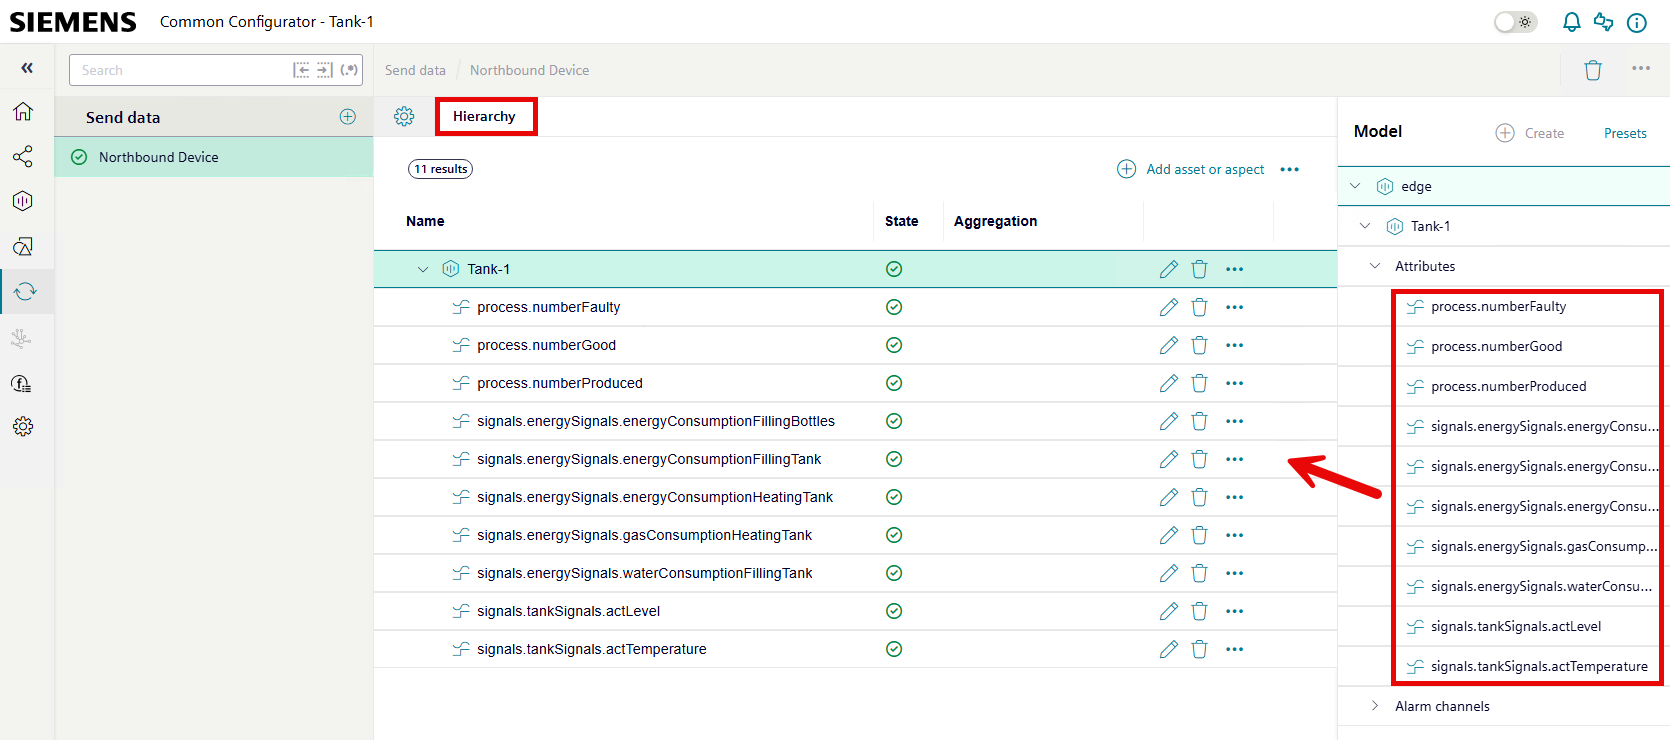 SIEMENS Common Configurator - Tank-1
Search (.*)
Send data / Northbound Device
Send data
Northbound Device
Hierarchy
11 results
Add asset or aspect
Name State Aggregation
Tank-1
process.numberFaulty
process.numberGood
process.numberProduced
signals.energySignals.energyConsumptionFillingBottles
signals.energySignals.energyConsumptionFillingTank
signals.energySignals.energyConsumptionHeatingTank
signals.energySignals.gasConsumptionHeatingTank
signals.energySignals.waterConsumptionFillingTank
signals.tankSignals.actLevel
signals.tankSignals.actTemperature
Model Create Presets
edge
Tank-1
Attributes
process.numberFaulty
process.numberGood
process.numberProduced
signals.energySignals.energyConsu...
signals.energySignals.energyConsu...
signals.energySignals.energyConsu...
signals.energySignals.gasConsump...
signals.energySignals.waterConsu...
signals.tankSignals.actLevel
signals.tankSignals.actTemperature
Alarm channels